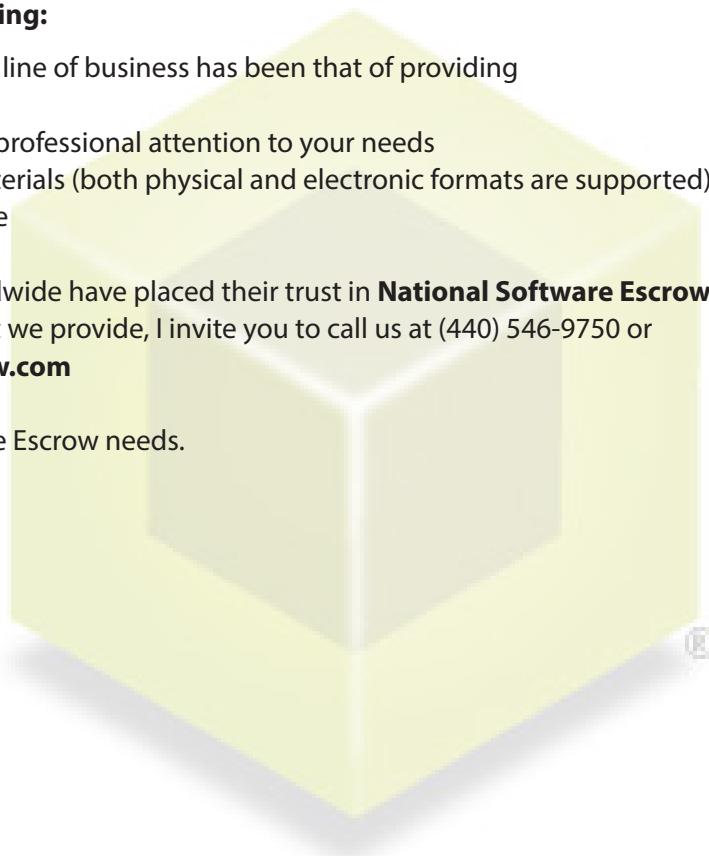 ing:
line of business has been that of providing
professional attention to your needs
terials (both physical and electronic formats are supported)
e
dwide have placed their trust in National Software Escrow
t we provide, I invite you to call us at (440) 546-9750 or
w.com
e Escrow needs.
®